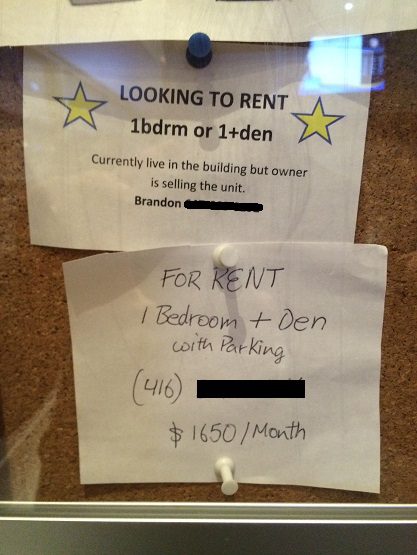 LOOKING TO RENT
1bdrm or 1+den
Currently live in the building but owner
is selling the unit.
Brandon
FOR RENT
1 Bedroom + Den
with Parking
(416)
$1650/Month